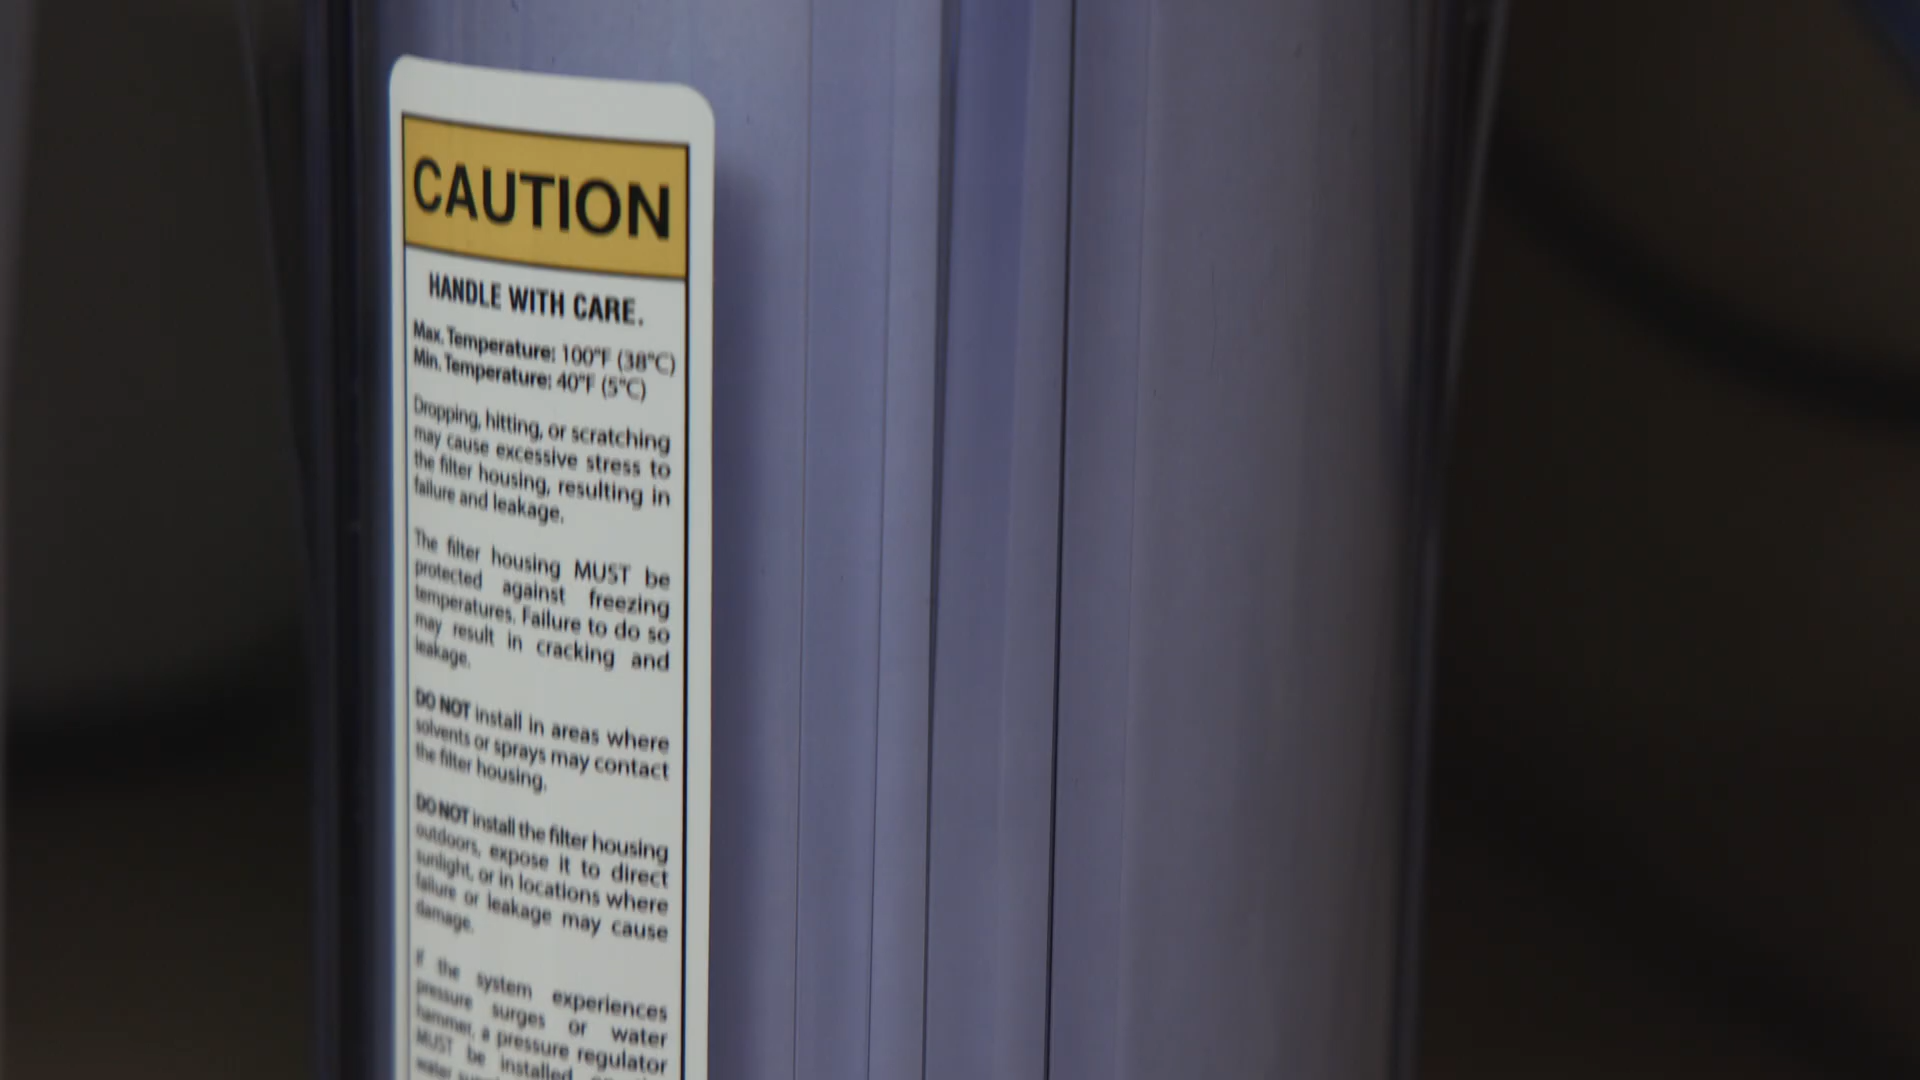 CAUTION
HANDLE WITH CARE.
Max. Temperature: 100°F (38°C)
Min. Temperature: 40°F (5°C)
Dropping, hitting, or scratching
may cause excessive stress to
the filter housing, resulting in
failure and leakage.
The filter housing MUST be
protected against freezing
temperatures. Failure to do so
may result in cracking and
leakage.
DO NOT install in areas where
solvents or sprays may contact
the filter housing.
DO NOT install the filter housing
outdoors, expose it to direct
sunlight, or in locations where
failure or leakage may cause
damage.
If the system experiences
pressure surges or water
hammer, a pressure regulator
MUST be installed
water